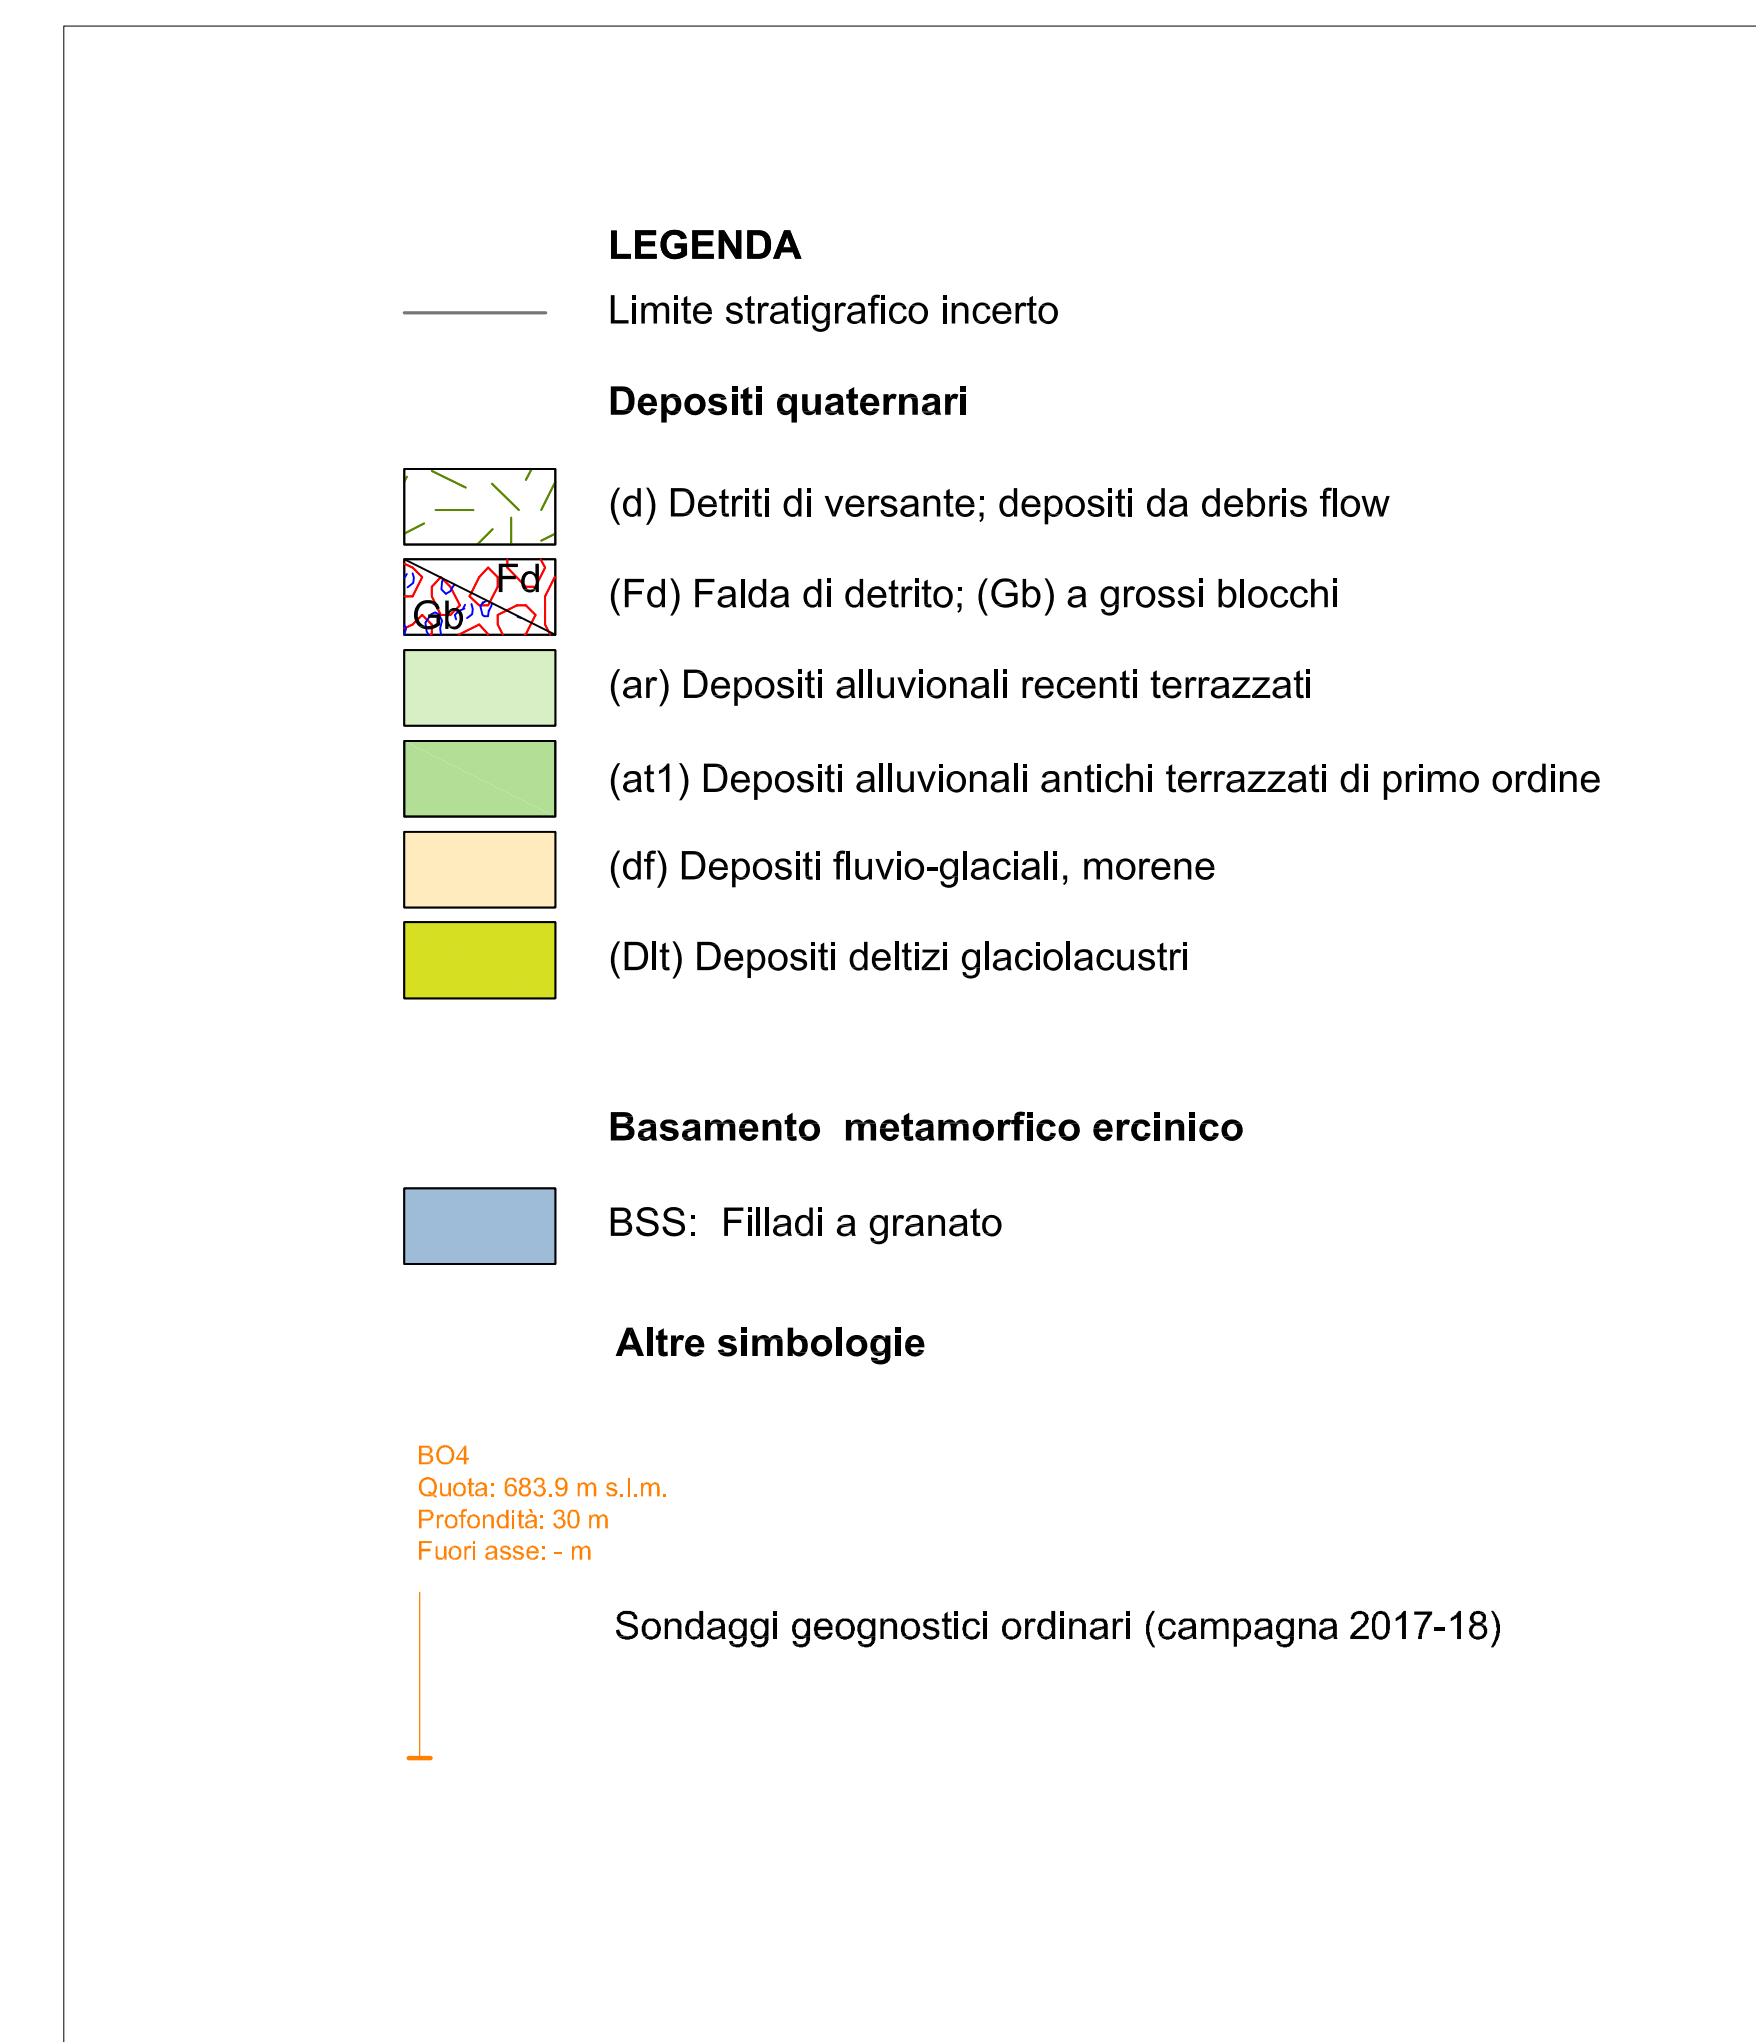 LEGENDA
Limite stratigrafico incerto
Depositi quaternari
(d) Detriti di versante; depositi da debris flow
Fd
Gb
(Fd) Falda di detrito; (Gb) a grossi blocchi
(ar) Depositi alluvionali recenti terrazzati
(at1) Depositi alluvionali antichi terrazzati di primo ordine
(df) Depositi fluvio-glaciali, morene
(Dlt) Depositi deltizi glaciolacustri
Basamento metamorfico ercinico
BSS: Filladi a granato
Altre simbologie
BO4
Quota: 683.9 m s.l.m.
Profondità: 30 m
Fuori asse: - m
Sondaggi geognostici ordinari (campagna 2017-18)